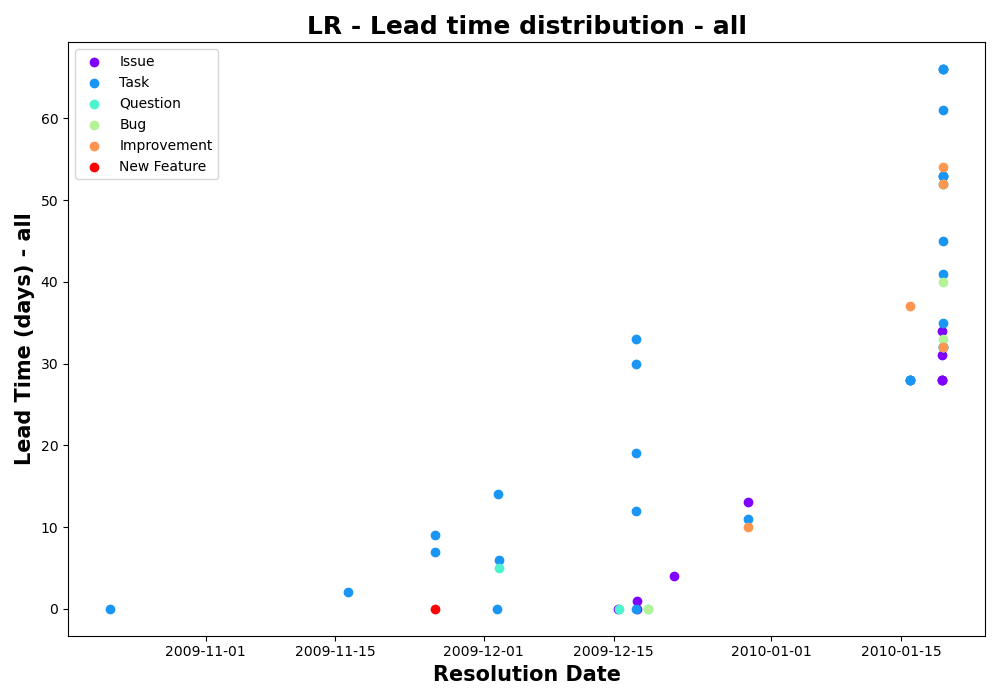 LR - Lead time distribution - all
Issue
Task
Question
Bug
Improvement
New Feature
Lead Time (days) - all
60
50
40
30
20
10
0
2009-11-01
2009-11-15
2009-12-01
2009-12-15
2010-01-01
2010-01-15
Resolution Date